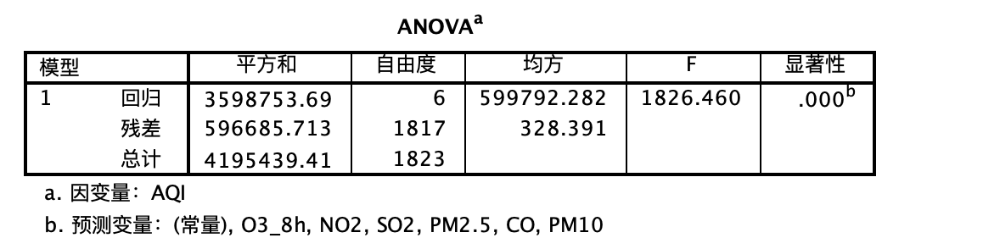 ANOVAa
模型 平方和 自由度 均方 F 显著性
1 回归 3598753.69 6 599792.282 1826.460 .000b
残差 596685.713 1817 328.391
总计 4195439.41 1823
a. 因变量：AQI
b. 预测变量：(常量), O3_8h, NO2, SO2, PM2.5, CO, PM10